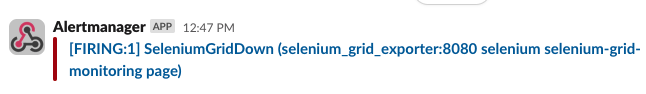 Alertmanager APP 12:47 PM
[FIRING:1] SeleniumGridDown (selenium_grid_exporter:8080 selenium selenium-grid-
monitoring page)